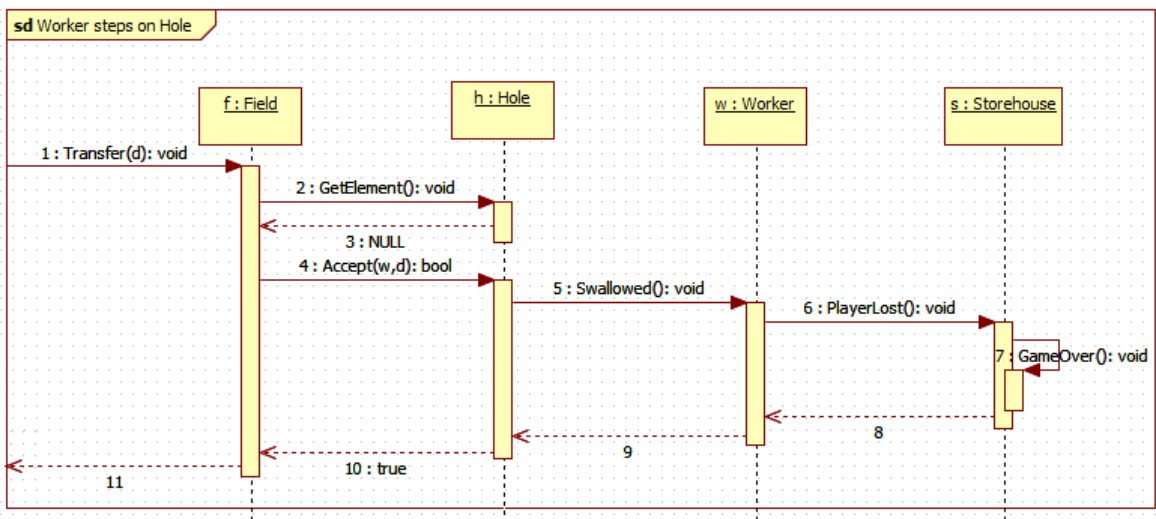 sd Worker steps on Hole
f : Field
h : Hole
w : Worker
s : Storehouse
1 : Transfer(d): void
2 : GetElement(): void
3 : NULL
4 : Accept(w,d): bool
5 : Swallowed(): void
6 : PlayerLost(): void
7 : GameOver(): void
8
9
10 : true
11